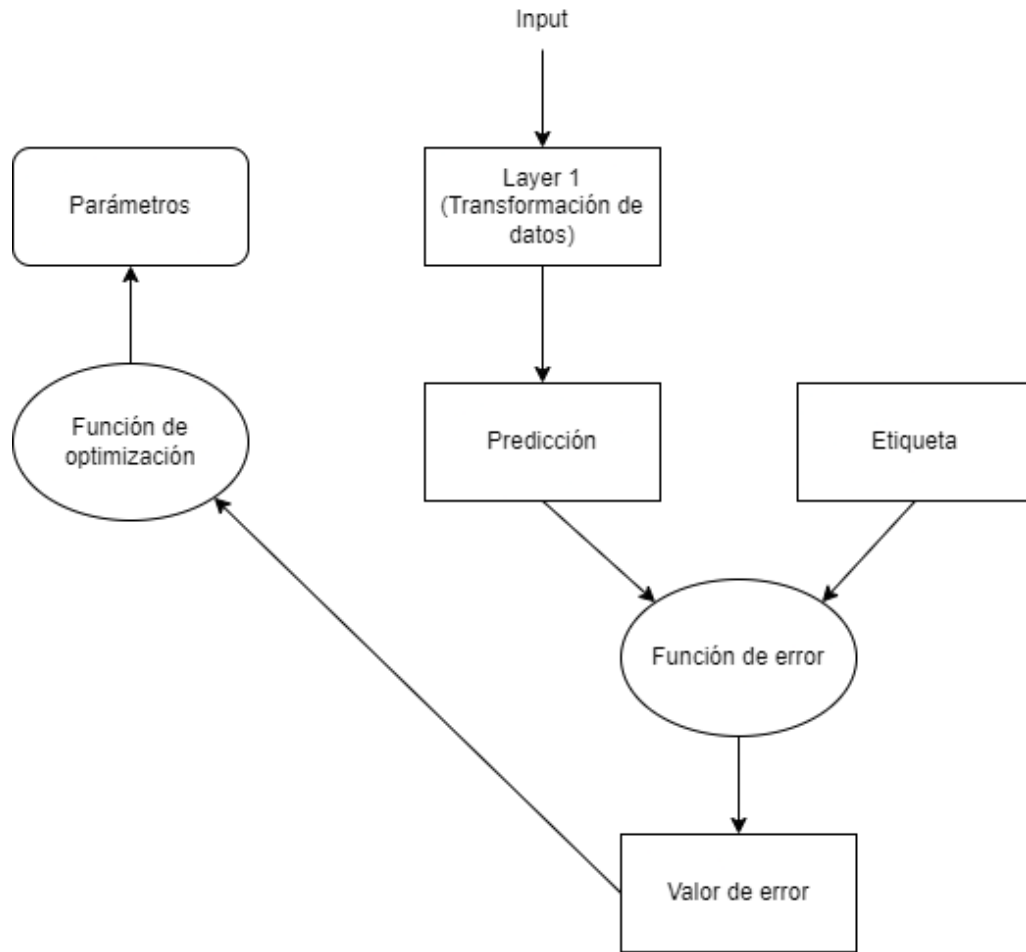 Input
Parámetros
Layer 1
(Transformación de
datos)
Función de
optimización
Predicción
Etiqueta
Función de error
Valor de error